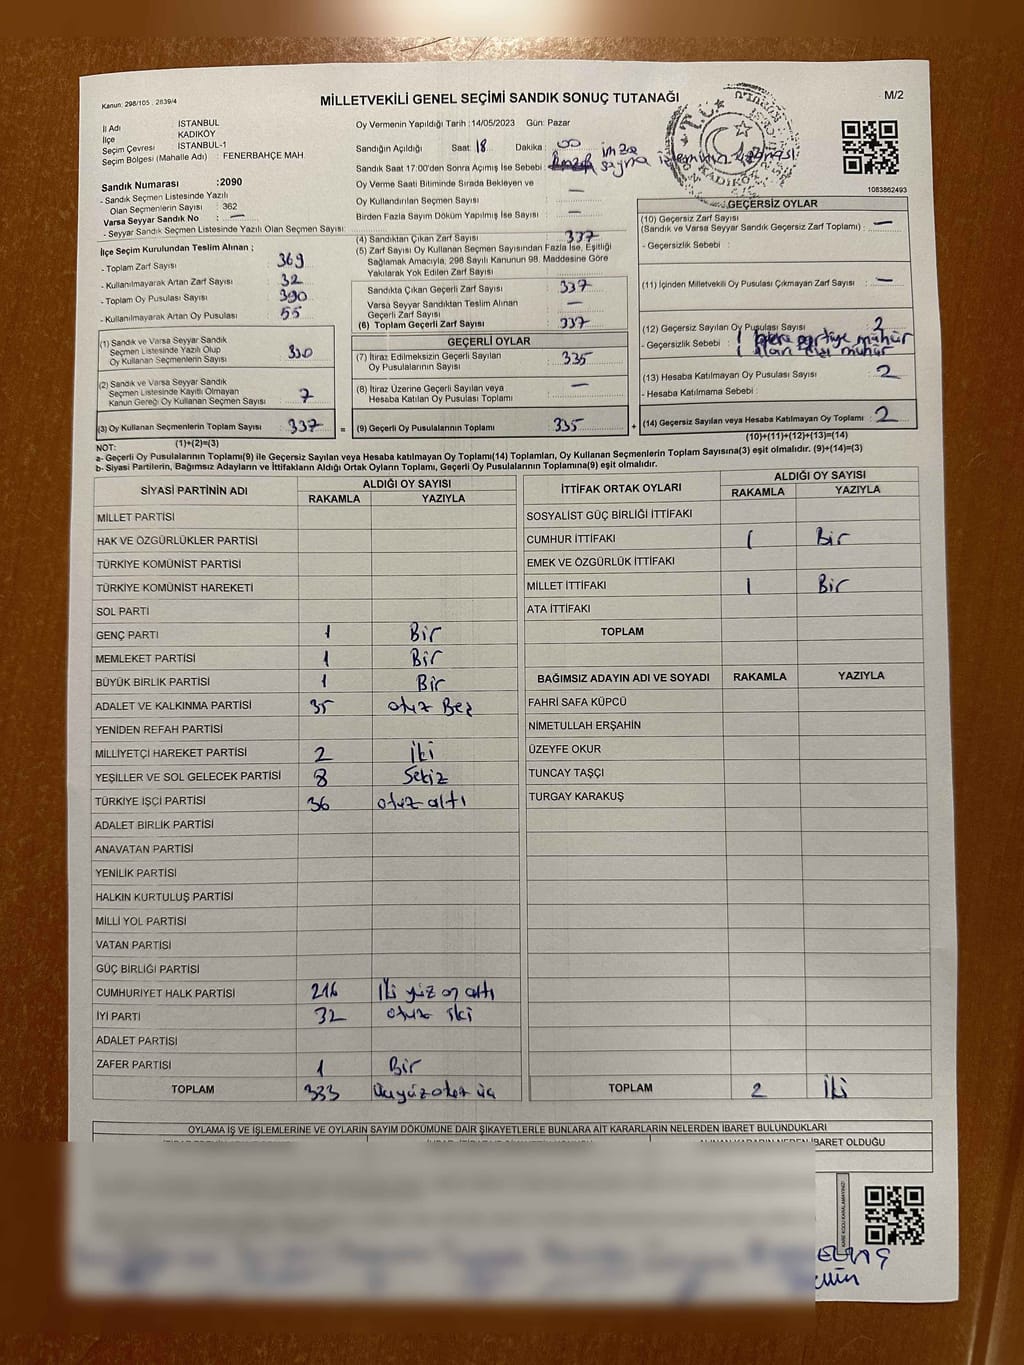 Kanun: 298/105 , 2839/4
MİLLETVEKİLİ GENEL SEÇİMİ SANDIK SONUÇ TUTANAĞI
M/2
İl Adı : İSTANBUL
İlçe : KADIKÖY
Seçim Çevresi : İSTANBUL-1
Seçim Bölgesi (Mahalle Adı) : FENERBAHÇE MAH.
Sandık Numarası :2090
- Sandık Seçmen Listesinde Yazılı
Olan Seçmenlerin Sayısı : 362
Varsa Seyyar Sandık No : —
- Seyyar Sandık Seçmen Listesinde Yazılı Olan Seçmen Sayısı:
Oy Vermenin Yapıldığı Tarih :14/05/2023 Gün: Pazar
Sandığın Açıldığı Saat: 18 Dakika : 00
Sandık Saat 17:00'den Sonra Açımış İse Sebebi : imza sayma
Oy Verme Saati Bitiminde Sırada Bekleyen ve
Oy Kullandırılan Seçmen Sayısı : —
Birden Fazla Sayım Döküm Yapılmış İse Sayısı : —
T.C.
KADIKÖY
1083862493
İlçe Seçim Kurulundan Teslim Alınan ;
- Toplam Zarf Sayısı 369
- Kullanılmayarak Artan Zarf Sayısı 32
- Toplam Oy Pusulası Sayısı 390
- Kullanılmayarak Artan Oy Pusulası 55
(1) Sandık ve Varsa Seyyar Sandık
Seçmen Listesinde Yazılı Olup
Oy Kullanan Seçmenlerin Sayısı 330
(2) Sandık ve Varsa Seyyar Sandık
Seçmen Listesinde Kayıtlı Olmayan
Kanun Gereği Oy Kullanan Seçmen Sayısı 7
(3) Oy Kullanan Seçmenlerin Toplam Sayısı 337
(1)+(2)=(3)
(4) Sandıktan Çıkan Zarf Sayısı : 337
(5) Zarf Sayısı Oy Kullanan Seçmen Sayısından Fazla İse, Eşitliği
Sağlamak Amacıyla, 298 Sayılı Kanunun 98. Maddesine Göre
Yakılarak Yok Edilen Zarf Sayısı :
Sandıkta Çıkan Geçerli Zarf Sayısı : 337
Varsa Seyyar Sandıktan Teslim Alınan
Geçerli Zarf Sayısı : —
(6) Toplam Geçerli Zarf Sayısı : 337
GEÇERLİ OYLAR
(7) İtiraz Edilmeksizin Geçerli Sayılan
Oy Pusulalarının Sayısı : 335
(8) İtiraz Üzerine Geçerli Sayılan veya
Hesaba Katılan Oy Pusulası Toplamı : —
= (9) Geçerli Oy Pusulalarının Toplamı : 335
GEÇERSİZ OYLAR
(10) Geçersiz Zarf Sayısı
(Sandık ve Varsa Seyyar Sandık Geçersiz Zarf Toplamı) : —
- Geçersizlik Sebebi :
(11) İçinden Milletvekili Oy Pusulası Çıkmayan Zarf Sayısı : —
(12) Geçersiz Sayılan Oy Pusulası Sayısı : 2
- Geçersizlik Sebebi : 1 partiye mühür
1 mühür
(13) Hesaba Katılmayan Oy Pusulası Sayısı : 2
- Hesaba Katılmama Sebebi :
+ (14) Geçersiz Sayılan veya Hesaba Katılmayan Oy Toplamı : 2
(10)+(11)+(12)+(13)=(14)
NOT:
a- Geçerli Oy Pusulalarının Toplamı(9) ile Geçersiz Sayılan veya Hesaba katılmayan Oy Toplamı(14) Toplamları, Oy Kullanan Seçmenlerin Toplam Sayısına(3) eşit olmalıdır. (9)+(14)=(3)
b- Siyasi Partilerin, Bağımsız Adayların ve İttifakların Aldığı Ortak Oyların Toplamı, Geçerli Oy Pusulalarının Toplamına(9) eşit olmalıdır.
SİYASİ PARTİNİN ADI ALDIĞI OY SAYISI
RAKAMLA YAZIYLA
MİLLET PARTİSİ
HAK VE ÖZGÜRLÜKLER PARTİSİ
TÜRKİYE KOMÜNİST PARTİSİ
TÜRKİYE KOMÜNİST HAREKETİ
SOL PARTİ
GENÇ PARTİ 1 Bir
MEMLEKET PARTİSİ 1 Bir
BÜYÜK BİRLİK PARTİSİ 1 Bir
ADALET VE KALKINMA PARTİSİ 35 otuz Beş
YENİDEN REFAH PARTİSİ
MİLLİYETÇİ HAREKET PARTİSİ 2 İki
YEŞİLLER VE SOL GELECEK PARTİSİ 8 Sekiz
TÜRKİYE İŞÇİ PARTİSİ 36 otuz altı
ADALET BİRLİK PARTİSİ
ANAVATAN PARTİSİ
YENİLİK PARTİSİ
HALKIN KURTULUŞ PARTİSİ
MİLLİ YOL PARTİSİ
VATAN PARTİSİ
GÜÇ BİRLİĞİ PARTİSİ
CUMHURİYET HALK PARTİSİ 216 İki yüz on altı
İYİ PARTİ 32 otuz iki
ADALET PARTİSİ
ZAFER PARTİSİ 1 Bir
TOPLAM 333 Üçyüz otuz üç
İTTİFAK ORTAK OYLARI ALDIĞI OY SAYISI
RAKAMLA YAZIYLA
SOSYALİST GÜÇ BİRLİĞİ İTTİFAKI
CUMHUR İTTİFAKI 1 Bir
EMEK VE ÖZGÜRLÜK İTTİFAKI
MİLLET İTTİFAKI 1 Bir
ATA İTTİFAKI
TOPLAM
BAĞIMSIZ ADAYIN ADI VE SOYADI RAKAMLA YAZIYLA
FAHRİ SAFA KÜPCÜ
NİMETULLAH ERŞAHİN
ÜZEYFE OKUR
TUNCAY TAŞÇI
TURGAY KARAKUŞ
TOPLAM 2 İki
OYLAMA İŞ VE İŞLEMLERİNE VE OYLARIN SAYIM DÖKÜMÜNE DAİR ŞİKAYETLERLE BUNLARA AİT KARARLARIN NELERDEN İBARET BULUNDUKLARI
ALINAN KARARIN NEDEN İBARET OLDUĞU
KARE KODU KARALAMAYINIZ!